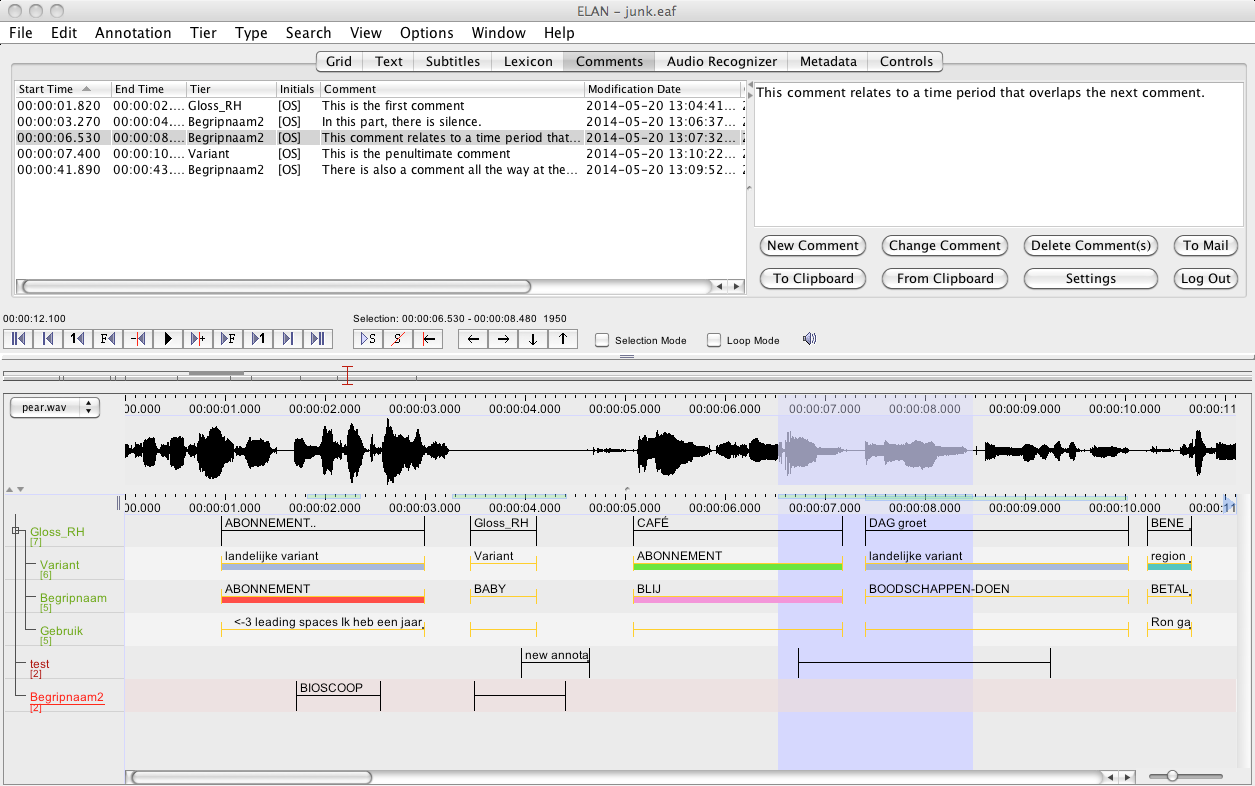 ELAN - junk.eaf
File Edit Annotation Tier Type Search View Options Window Help
Grid Text Subtitles Lexicon Comments Audio Recognizer Metadata Controls
Start Time End Time Tier Initials Comment Modification Date
00:00:01.820 00:00:02.... Gloss_RH [OS] This is the first comment 2014-05-20 13:04:41...
00:00:03.270 00:00:04.... Begripnaam2 [OS] In this part, there is silence. 2014-05-20 13:06:37...
00:00:06.530 00:00:08.... Begripnaam2 [OS] This comment relates to a time period that... 2014-05-20 13:07:32...
00:00:07.400 00:00:10.... Variant [OS] This is the penultimate comment 2014-05-20 13:10:22...
00:00:41.890 00:00:43.... Begripnaam2 [OS] There is also a comment all the way at the... 2014-05-20 13:09:52...
This comment relates to a time period that overlaps the next comment.
New Comment Change Comment Delete Comment(s) To Mail
To Clipboard From Clipboard Settings Log Out
00:00:12.100 Selection: 00:00:06.530 - 00:00:08.480 1950
1 F F 1 S S Selection Mode Loop Mode
pear.wav
00.000 00:00:01.000 00:00:02.000 00:00:03.000 00:00:04.000 00:00:05.000 00:00:06.000 00:00:07.000 00:00:08.000 00:00:09.000 00:00:10.000 00:00:11
00.000 00:00:01.000 00:00:02.000 00:00:03.000 00:00:04.000 00:00:05.000 00:00:06.000 00:00:07.000 00:00:08.000 00:00:09.000 00:00:10.000 00:00:11
Gloss_RH ABONNEMENT.. Gloss_RH CAFÉ DAG groet BENE
[7]
Variant landelijke variant Variant ABONNEMENT landelijke variant region
[6]
Begripnaam ABONNEMENT BABY BLIJ BOODSCHAPPEN-DOEN BETAL
[5]
Gebruik <-3 leading spaces Ik heb een jaar Ron ga
[5]
test new annota
[2]
Begripnaam2 BIOSCOOP
[2]